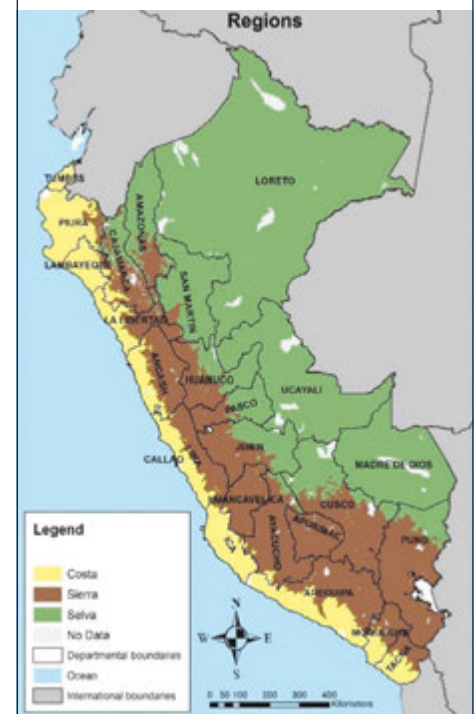 Regions
TUMBES
PIURA
LAMBAYEQUE
CAJAMARCA
AMAZONAS
LORETO
SAN MARTIN
LA LIBERTAD
ANCASH
HUANUCO
UCAYALI
PASCO
LIMA
CALLAO
JUNIN
MADRE DE DIOS
HUANCAVELICA
CUSCO
ICA
AYACUCHO
APURIMAC
PUNO
AREQUIPA
MOQUEGUA
TACNA
Legend
Costa
Sierra
Selva
No Data
Departmental boundaries
Ocean
International boundaries
N
W E
S
0 50 100 200 300 400
Kilometers